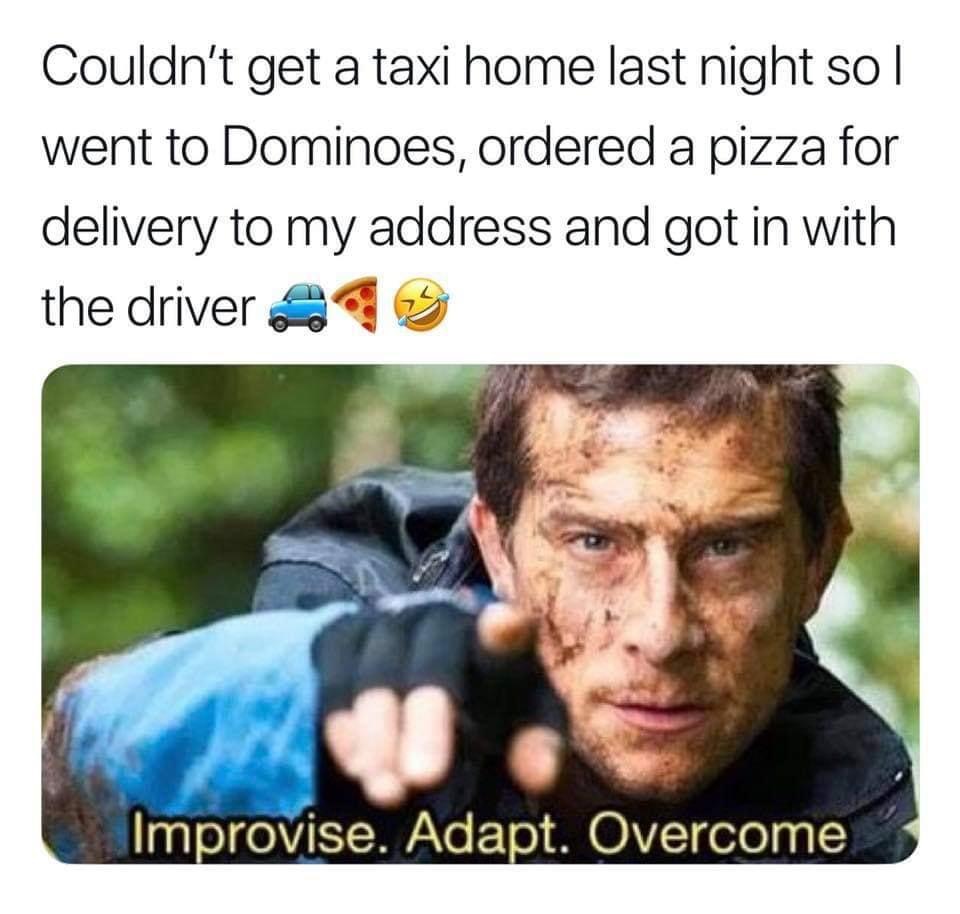 Couldn’t get a taxi home last night so I
went to Dominoes, ordered a pizza for
delivery to my address and got in with
the driver 🚙🍕🤣
Improvise. Adapt. Overcome